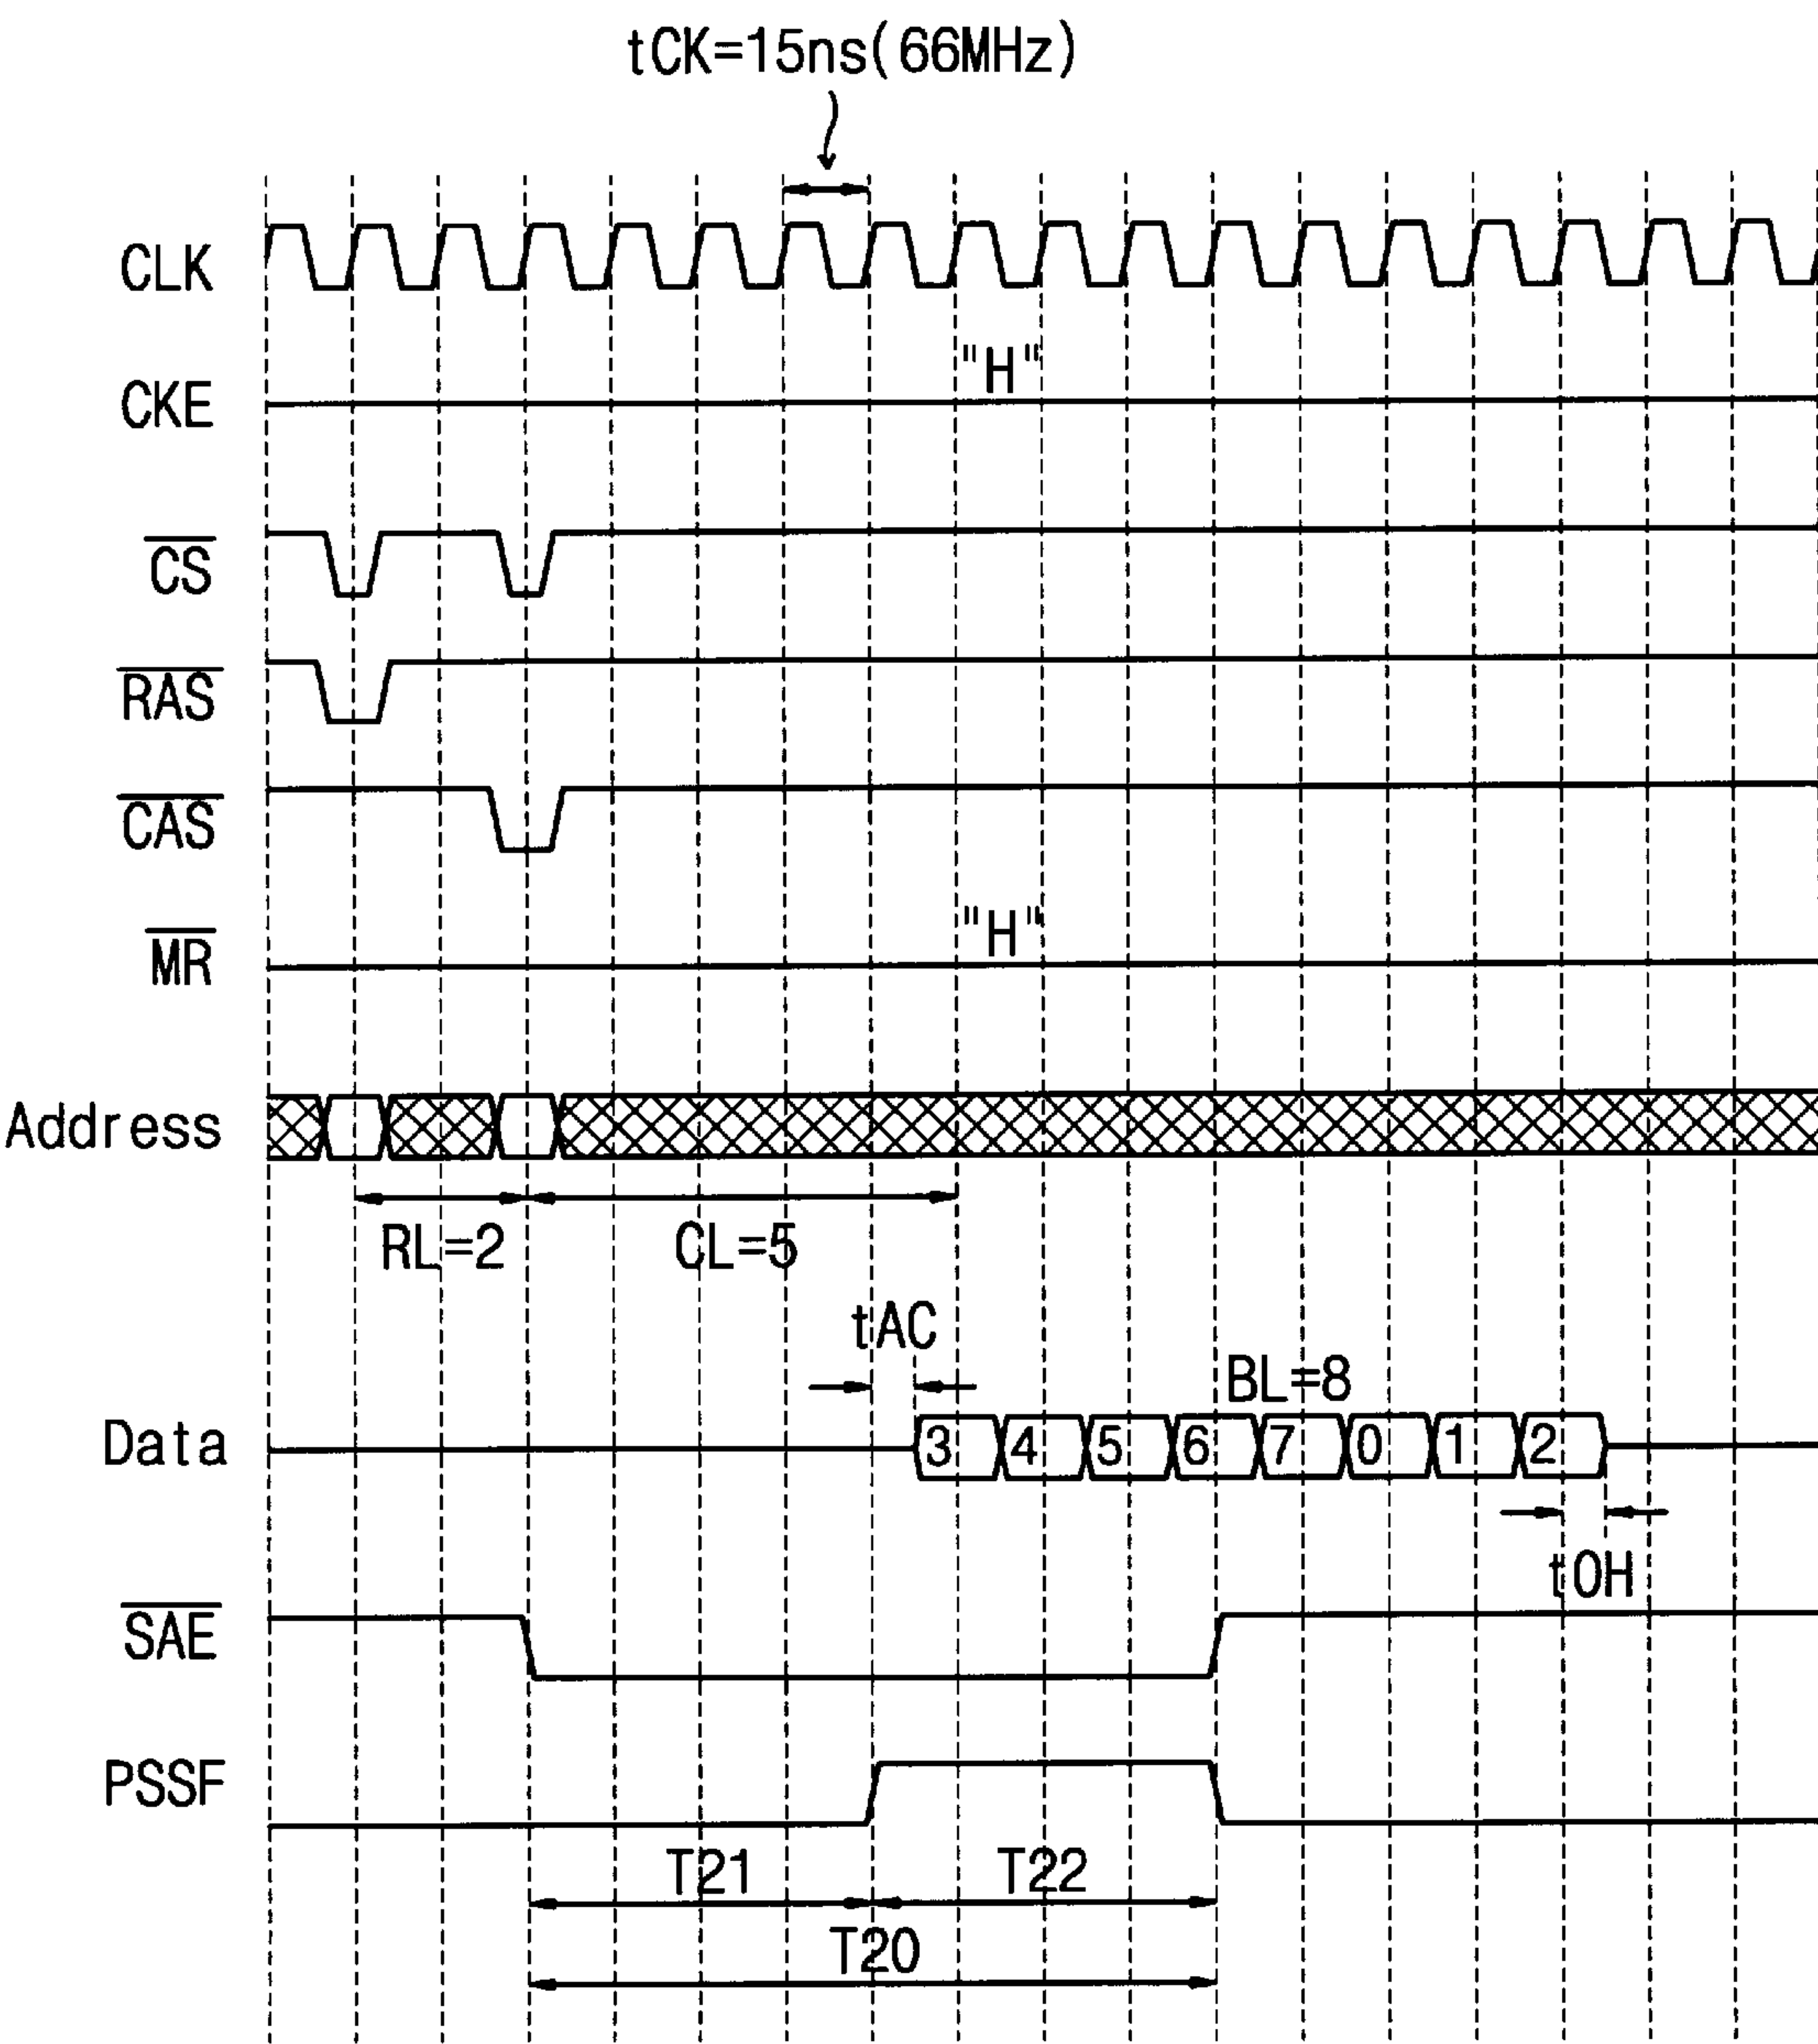 tCK=15ns(66MHz)
CLK
"H"
CKE
CS
RAS
CAS
"H"
MR
Address
RL=2 CL=5
tAC
BL=8
Data 3 4 5 6 7 0 1 2
tOH
SAE
PSSF
T21 T22
T20